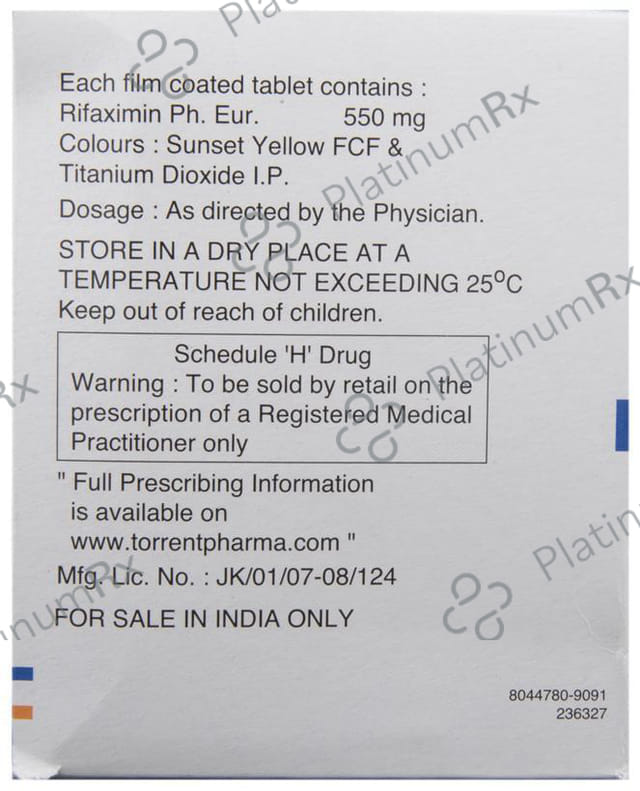 Each film coated tablet contains :
Rifaximin Ph. Eur. 550 mg
Colours : Sunset Yellow FCF &
Titanium Dioxide I.P.
Dosage : As directed by the Physician.
STORE IN A DRY PLACE AT A
TEMPERATURE NOT EXCEEDING 25⁰C
Keep out of reach of children.
Schedule 'H' Drug
Warning : To be sold by retail on the
prescription of a Registered Medical
Practitioner only
" Full Prescribing Information
is available on
www.torrentpharma.com "
Mfg. Lic. No. : JK/01/07-08/124
FOR SALE IN INDIA ONLY
8044780-9091
236327
PlatinumRx
PlatinumRx